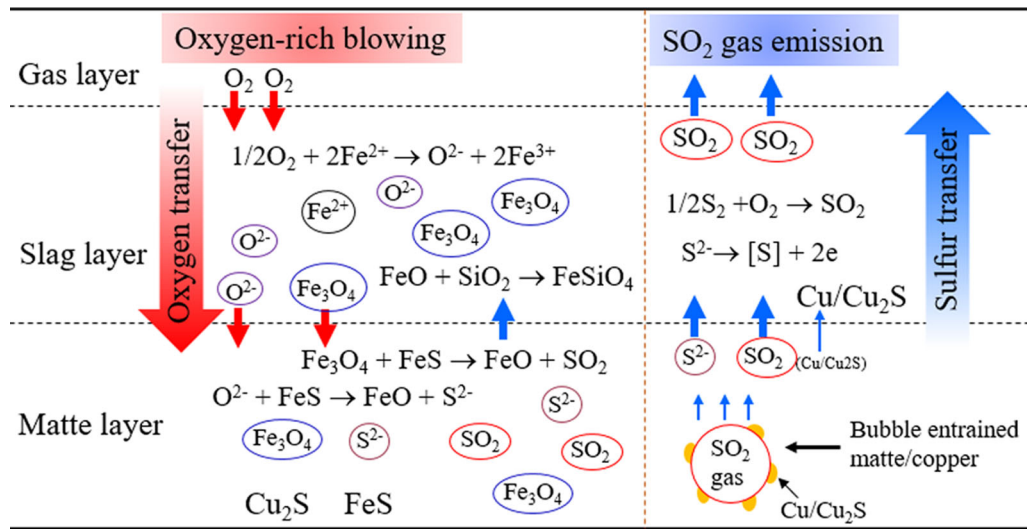 Oxygen-rich blowing
SO₂ gas emission
Gas layer
O₂ O₂
Oxygen transfer
SO₂ SO₂
1/2O₂ + 2Fe²⁺ → O²⁻ + 2Fe³⁺
O²⁻
Fe²⁺
Fe₃O₄
Fe₃O₄
O²⁻
1/2S₂ +O₂ → SO₂
Slag layer
S²⁻→ [S] + 2e
Sulfur transfer
FeO + SiO₂ → FeSiO₄
O²⁻
Fe₃O₄
Cu/Cu₂S
Fe₃O₄ + FeS → FeO + SO₂
S²⁻
SO₂
(Cu/Cu2S)
O²⁻ + FeS → FeO + S²⁻
S²⁻
Matte layer
Fe₃O₄
S²⁻
SO₂
SO₂
Fe₃O₄
Cu₂S FeS
SO₂
gas
Bubble entrained
matte/copper
Cu/Cu₂S